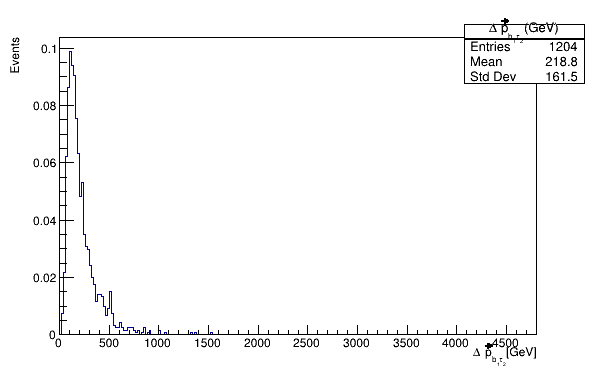 Δ p⃗ b₁τ₂ (GeV)
Entries 1204
Mean 218.8
Std Dev 161.5
Events
0.1
0.08
0.06
0.04
0.02
0
0 500 1000 1500 2000 2500 3000 3500 4000 4500
Δ p⃗ b₁τ₂ [GeV]